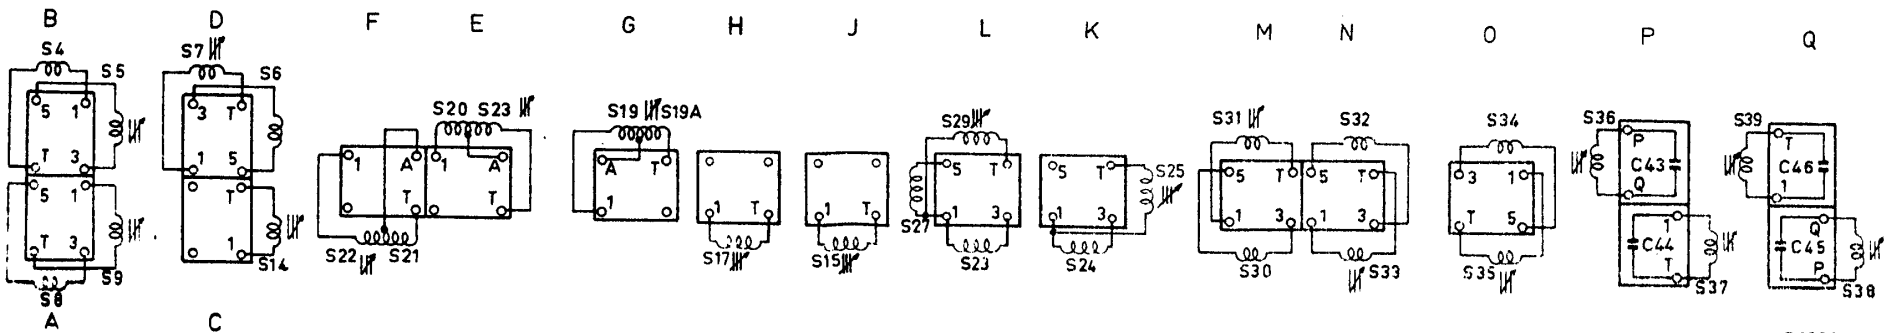 B D F E G H J L K M N O P Q
S4 S5 5 1 T 3 5 1 T 3 S9 S8 A
S7 S6 3 T 1 5 T 1 S14 C
S20 S23 1 A 1 A T T S22 S21
S19 S19A A T 1
1 T S17
1 T S15
S29 5 T 1 3 S27 S23
T S25 1 3 S24
S31 S32 5 T 5 T 1 3 1 3 S30 S33
S34 3 1 T 5 S35
S36 P C43 Q 1 C44 T S37
S39 T C46 1 Q C45 P S38